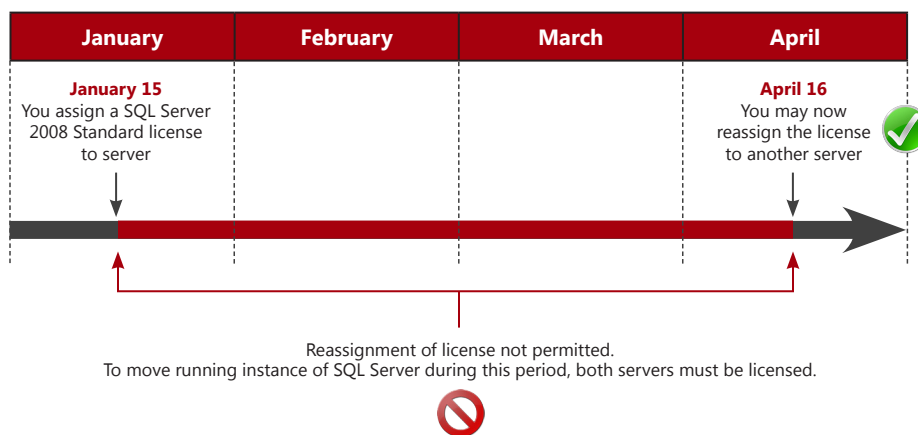 January
February
March
April
January 15
You assign a SQL Server
2008 Standard license
to server
April 16
You may now
reassign the license
to another server
Reassignment of license not permitted.
To move running instance of SQL Server during this period, both servers must be licensed.